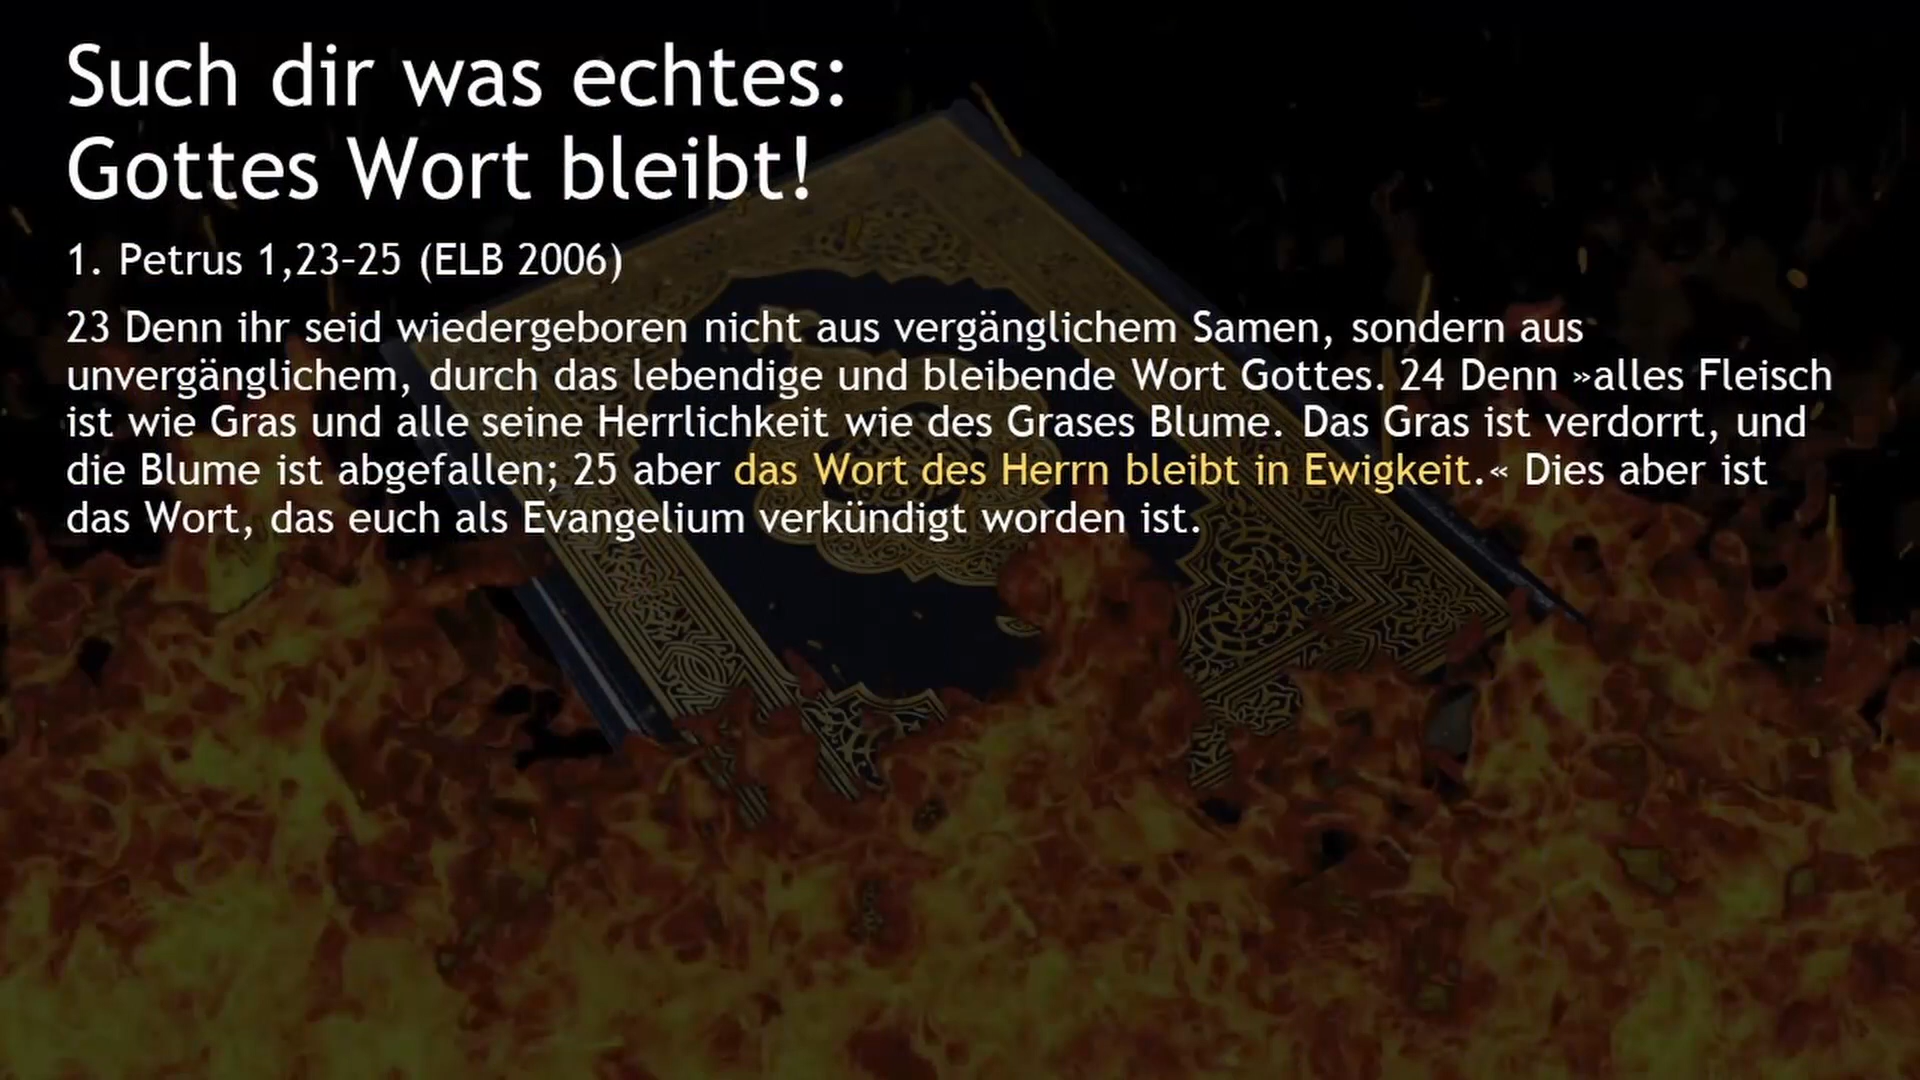 Such dir was echtes:
Gottes Wort bleibt!
1. Petrus 1,23–25 (ELB 2006)
23 Denn ihr seid wiedergeboren nicht aus vergänglichem Samen, sondern aus
unvergänglichem, durch das lebendige und bleibende Wort Gottes. 24 Denn »alles Fleisch
ist wie Gras und alle seine Herrlichkeit wie des Grases Blume. Das Gras ist verdorrt, und
die Blume ist abgefallen; 25 aber das Wort des Herrn bleibt in Ewigkeit.« Dies aber ist
das Wort, das euch als Evangelium verkündigt worden ist.